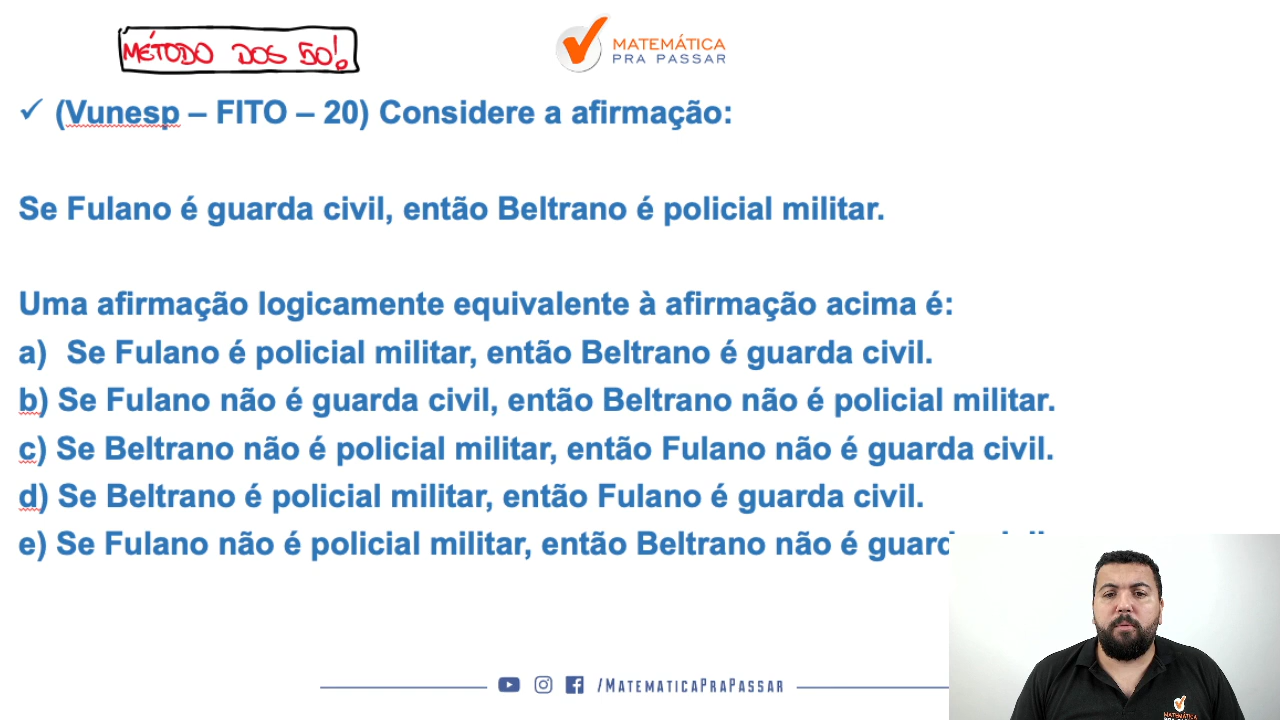 MÉTODO DOS 50!
MATEMÁTICA
PRA PASSAR
✓ (Vunesp – FITO – 20) Considere a afirmação:
Se Fulano é guarda civil, então Beltrano é policial militar.
Uma afirmação logicamente equivalente à afirmação acima é:
a) Se Fulano é policial militar, então Beltrano é guarda civil.
b) Se Fulano não é guarda civil, então Beltrano não é policial militar.
c) Se Beltrano não é policial militar, então Fulano não é guarda civil.
d) Se Beltrano é policial militar, então Fulano é guarda civil.
e) Se Fulano não é policial militar, então Beltrano não é
/MATEMATICAPRAPASSAR
MATEMÁTICA
PRA PASSAR